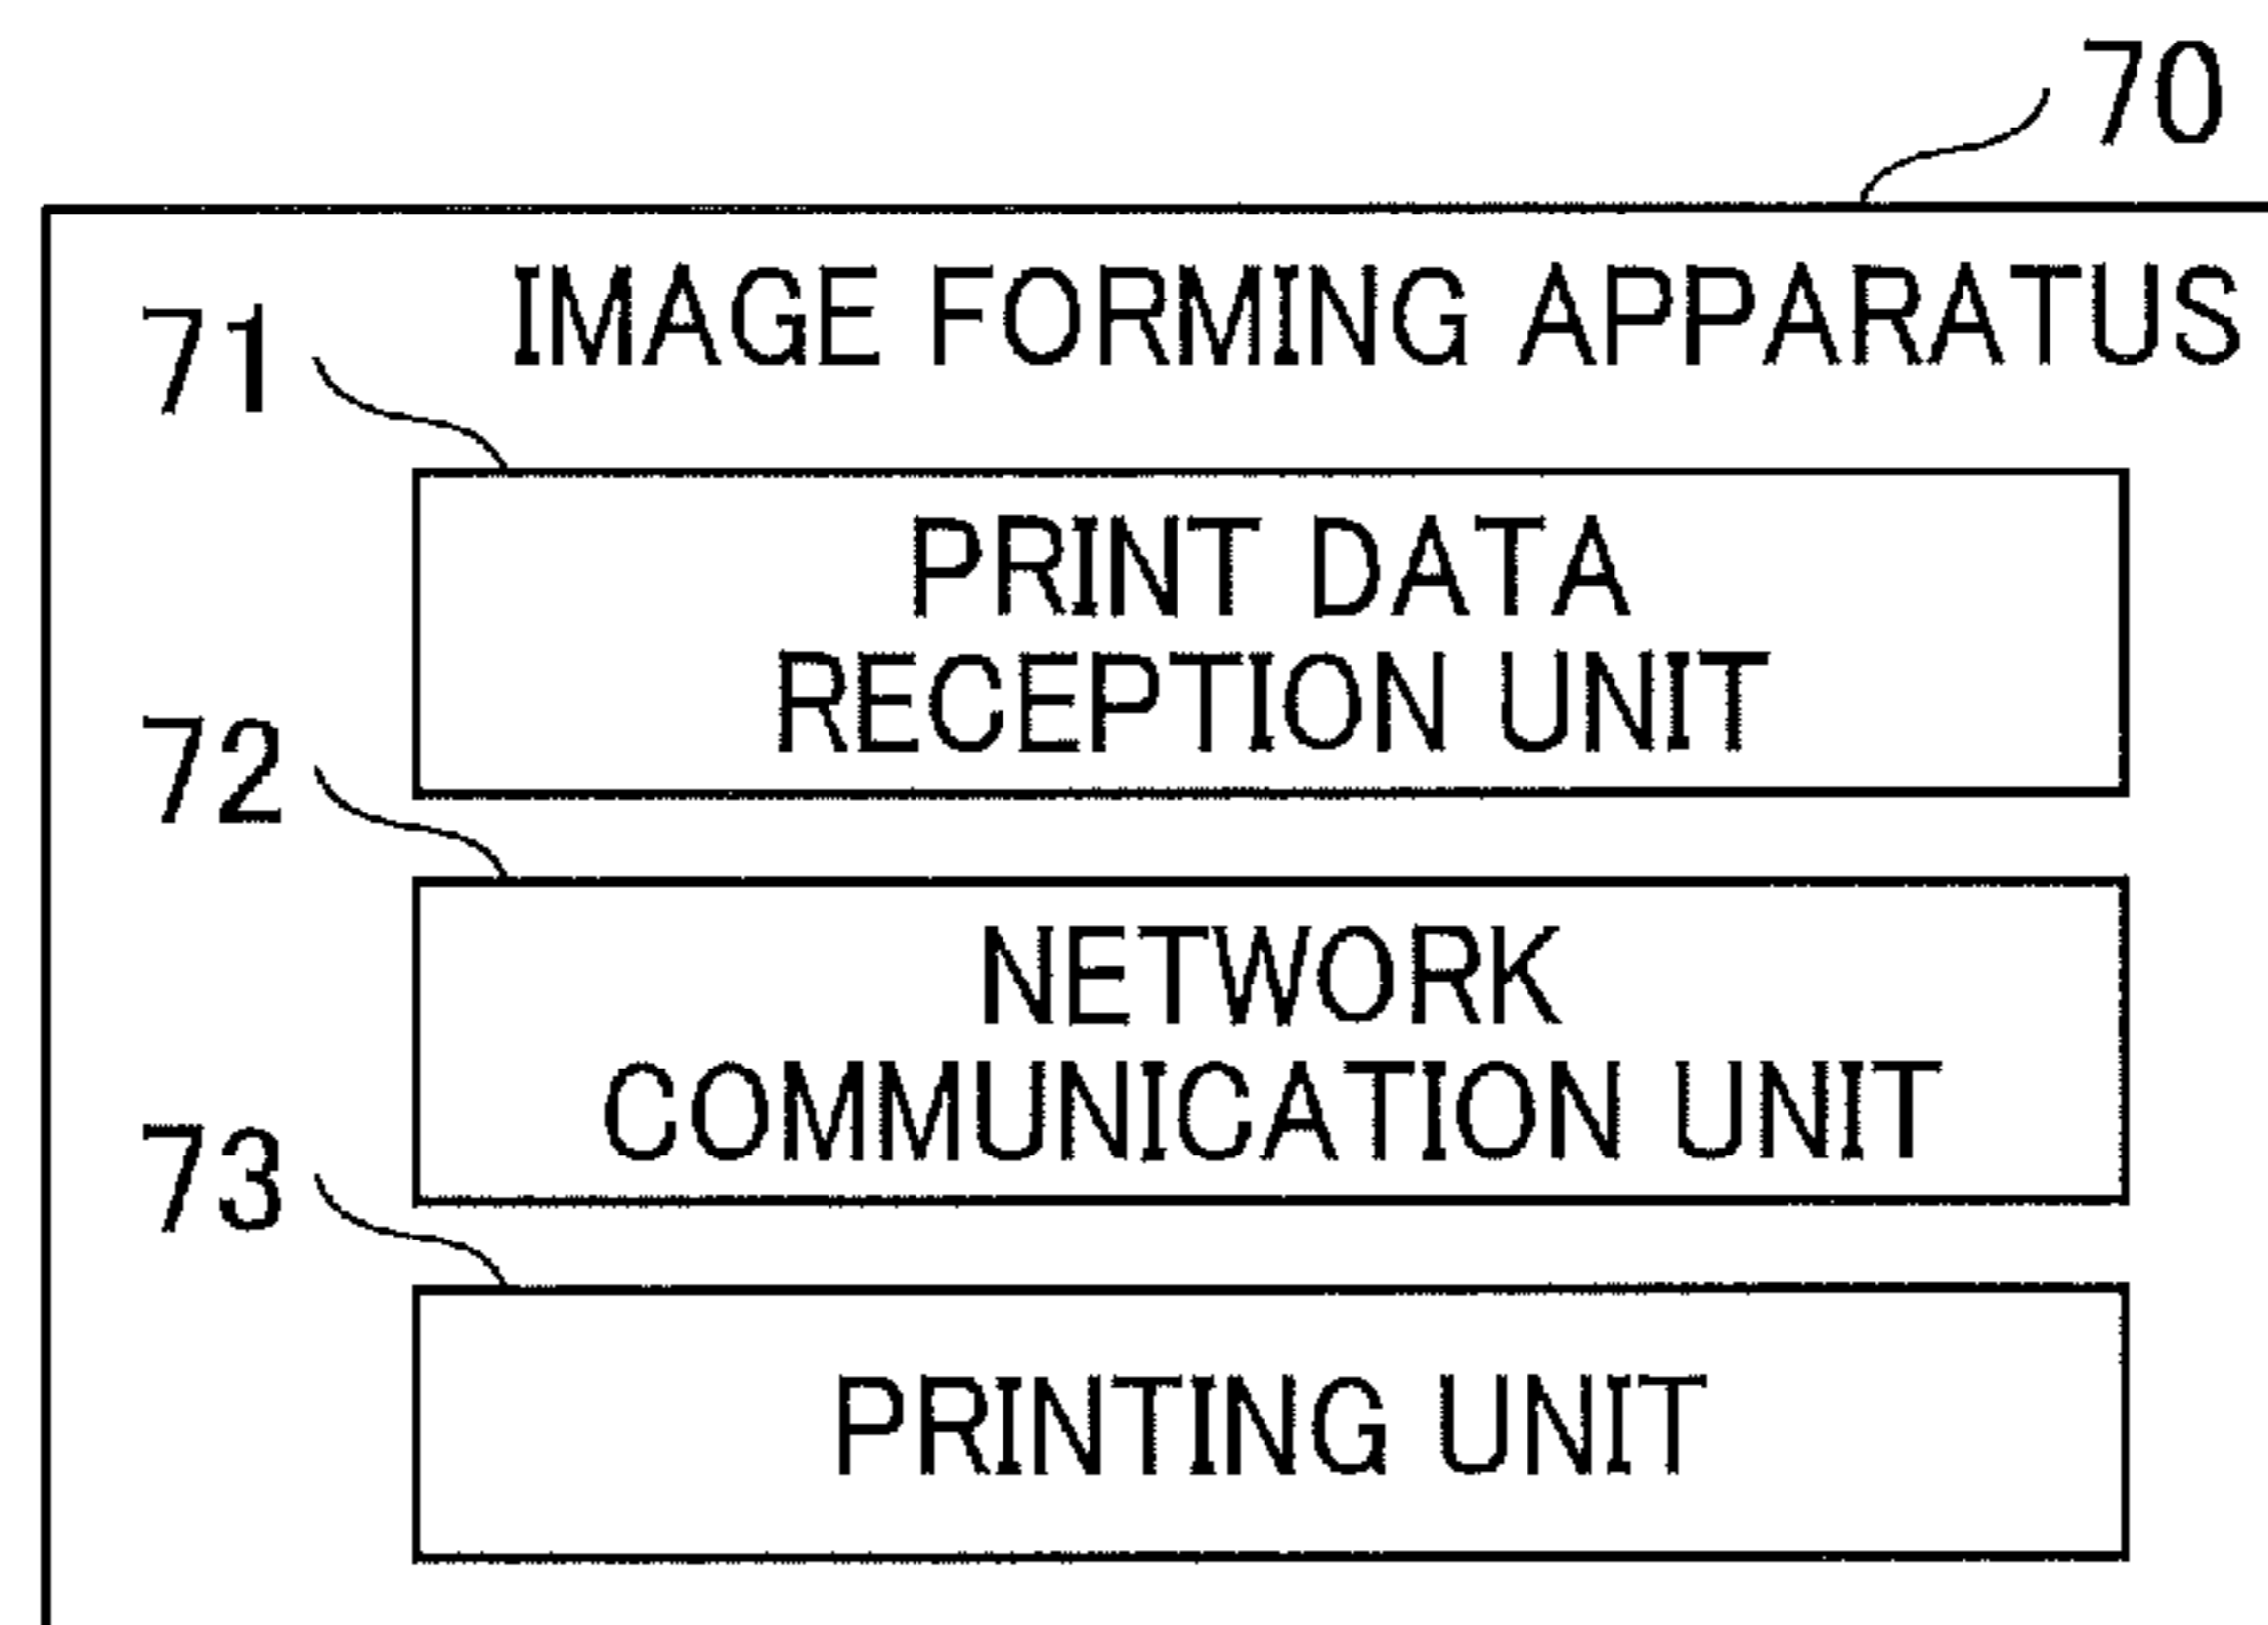 70
IMAGE FORMING APPARATUS
71
PRINT DATA
RECEPTION UNIT
72
NETWORK
COMMUNICATION UNIT
73
PRINTING UNIT